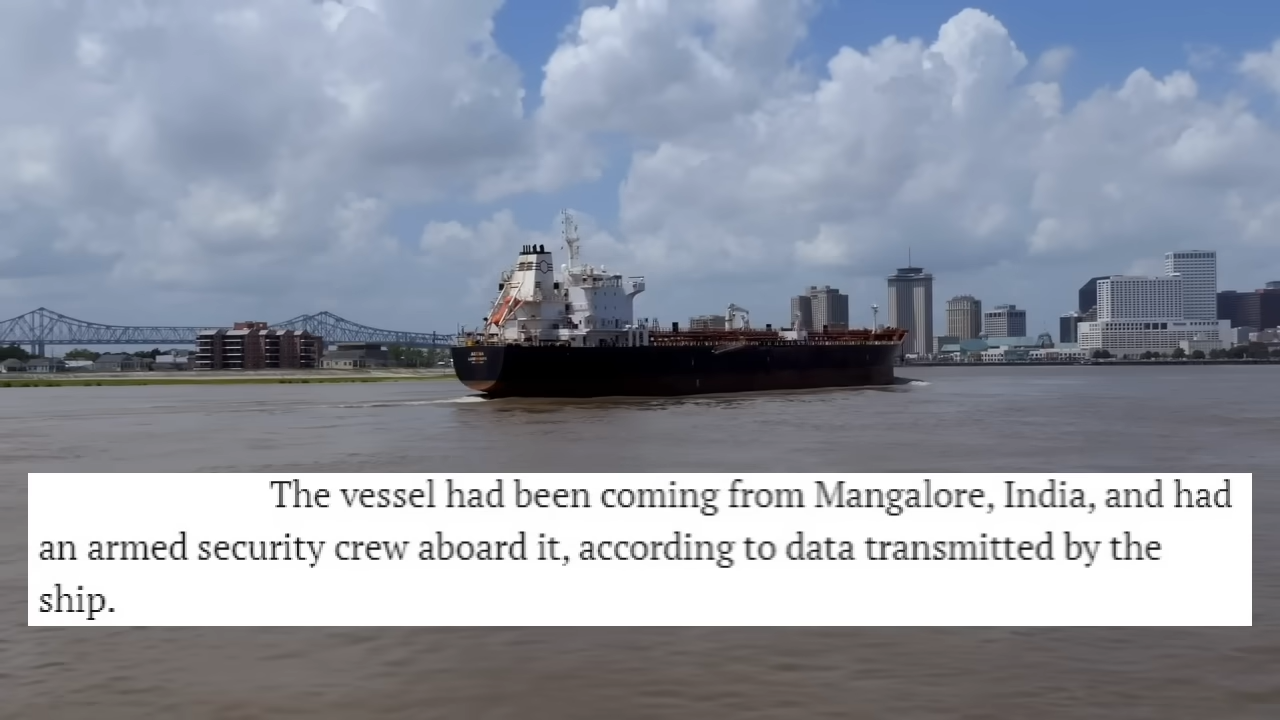 The vessel had been coming from Mangalore, India, and had
an armed security crew aboard it, according to data transmitted by the
ship.